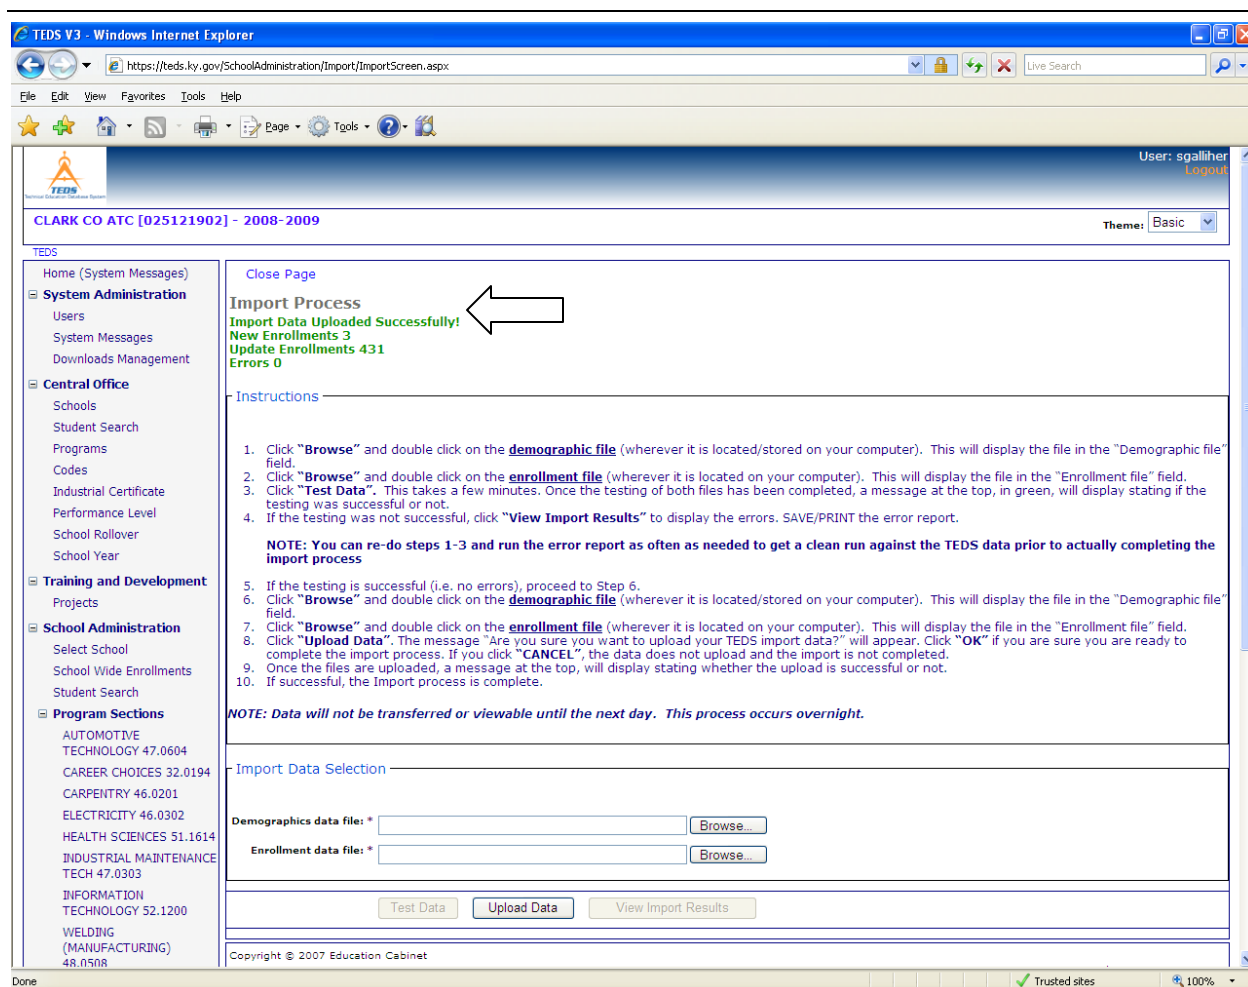 TEDS V3 - Windows Internet Explorer
https://teds.ky.gov/SchoolAdministration/Import/ImportScreen.aspx
Live Search
File Edit View Favorites Tools Help
Page Tools
User: sgalliher
Logout
TEDS
Technical Education Database System
CLARK CO ATC [025121902] - 2008-2009
Theme: Basic
TEDS
Home (System Messages)
System Administration
Users
System Messages
Downloads Management
Central Office
Schools
Student Search
Programs
Codes
Industrial Certificate
Performance Level
School Rollover
School Year
Training and Development
Projects
School Administration
Select School
School Wide Enrollments
Student Search
Program Sections
AUTOMOTIVE
TECHNOLOGY 47.0604
CAREER CHOICES 32.0194
CARPENTRY 46.0201
ELECTRICITY 46.0302
HEALTH SCIENCES 51.1614
INDUSTRIAL MAINTENANCE
TECH 47.0303
INFORMATION
TECHNOLOGY 52.1200
WELDING
(MANUFACTURING)
48.0508
Close Page
Import Process
Import Data Uploaded Successfully!
New Enrollments 3
Update Enrollments 431
Errors 0
Instructions
1. Click "Browse" and double click on the demographic file (wherever it is located/stored on your computer). This will display the file in the "Demographic file"
field.
2. Click "Browse" and double click on the enrollment file (wherever it is located on your computer). This will display the file in the "Enrollment file" field.
3. Click "Test Data". This takes a few minutes. Once the testing of both files has been completed, a message at the top, in green, will display stating if the
testing was successful or not.
4. If the testing was not successful, click "View Import Results" to display the errors. SAVE/PRINT the error report.
NOTE: You can re-do steps 1-3 and run the error report as often as needed to get a clean run against the TEDS data prior to actually completing the
import process
5. If the testing is successful (i.e. no errors), proceed to Step 6.
6. Click "Browse" and double click on the demographic file (wherever it is located/stored on your computer). This will display the file in the "Demographic file"
field.
7. Click "Browse" and double click on the enrollment file (wherever it is located on your computer). This will display the file in the "Enrollment file" field.
8. Click "Upload Data". The message "Are you sure you want to upload your TEDS import data?" will appear. Click "OK" if you are sure you are ready to
complete the import process. If you click "CANCEL", the data does not upload and the import is not completed.
9. Once the files are uploaded, a message at the top, will display stating whether the upload is successful or not.
10. If successful, the Import process is complete.
NOTE: Data will not be transferred or viewable until the next day. This process occurs overnight.
Import Data Selection
Demographics data file: * Browse...
Enrollment data file: * Browse...
Test Data Upload Data View Import Results
Copyright © 2007 Education Cabinet
Done Trusted sites 100%